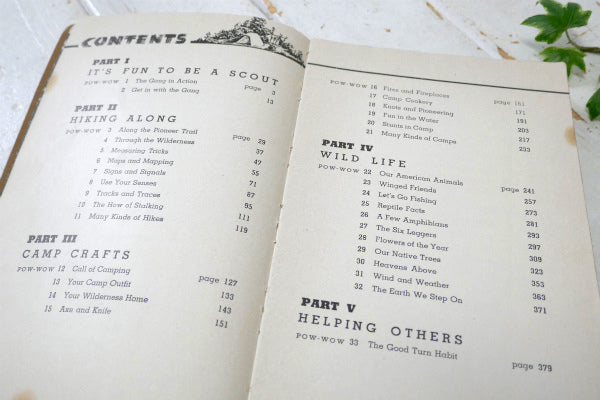 CONTENTS
PART I
IT'S FUN TO BE A SCOUT
POW-WOW 1 The Gang in Action page 3
2 Get in with the Gang 13
PART II
HIKING ALONG
POW-WOW 3 Along the Pioneer Trail page 29
4 Through the Wilderness 37
5 Measuring Tricks 47
6 Maps and Mapping 55
7 Signs and Signals 71
8 Use Your Senses 87
9 Tracks and Traces 95
10 The How of Stalking 111
11 Many Kinds of Hikes 119
PART III
CAMP CRAFTS
POW-WOW 12 Call of Camping page 127
13 Your Camp Outfit 133
14 Your Wilderness Home 143
15 Axe and Knife 151
POW-WOW 16 Fires and Fireplaces page 161
17 Camp Cookery 171
18 Knots and Pioneering 191
19 Fun in the Water 203
20 Stunts in Camp 217
21 Many Kinds of Camps 233
PART IV
WILD LIFE
POW-WOW 22 Our American Animals page 241
23 Winged Friends 257
24 Let's Go Fishing 273
25 Reptile Facts 281
26 A Few Amphibians 293
27 The Six Leggers 297
28 Flowers of the Year 309
29 Our Native Trees 323
30 Heavens Above 353
31 Wind and Weather 363
32 The Earth We Step On 371
PART V
HELPING OTHERS
POW-WOW 33 The Good Turn Habit page 379